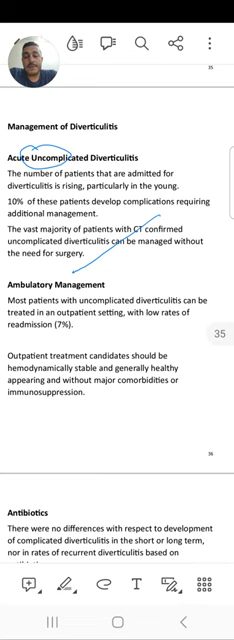 35
Management of Diverticulitis
Acute Uncomplicated Diverticulitis
The number of patients that are admitted for
diverticulitis is rising, particularly in the young.
10% of these patients develop complications requiring
additional management.
The vast majority of patients with CT confirmed
uncomplicated diverticulitis can be managed without
the need for surgery.
Ambulatory Management
Most patients with uncomplicated diverticulitis can be
treated in an outpatient setting, with low rates of
readmission (7%).
35
Outpatient treatment candidates should be
hemodynamically stable and generally healthy
appearing and without major comorbidities or
immunosuppression.
36
Antibiotics
There were no differences with respect to development
of complicated diverticulitis in the short or long term,
nor in rates of recurrent diverticulitis based on
T